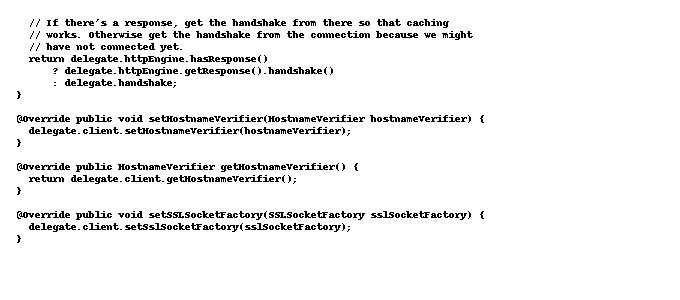 // If there's a response, get the handshake from there so that caching
// works. Otherwise get the handshake from the connection because we might
// have not connected yet.
return delegate.httpEngine.hasResponse()
? delegate.httpEngine.getResponse().handshake()
: delegate.handshake;
}
@Override public void setHostnameVerifier(HostnameVerifier hostnameVerifier) {
delegate.client.setHostnameVerifier(hostnameVerifier);
}
@Override public HostnameVerifier getHostnameVerifier() {
return delegate.client.getHostnameVerifier();
}
@Override public void setSSLSocketFactory(SSLSocketFactory sslSocketFactory) {
delegate.client.setSslSocketFactory(sslSocketFactory);
}